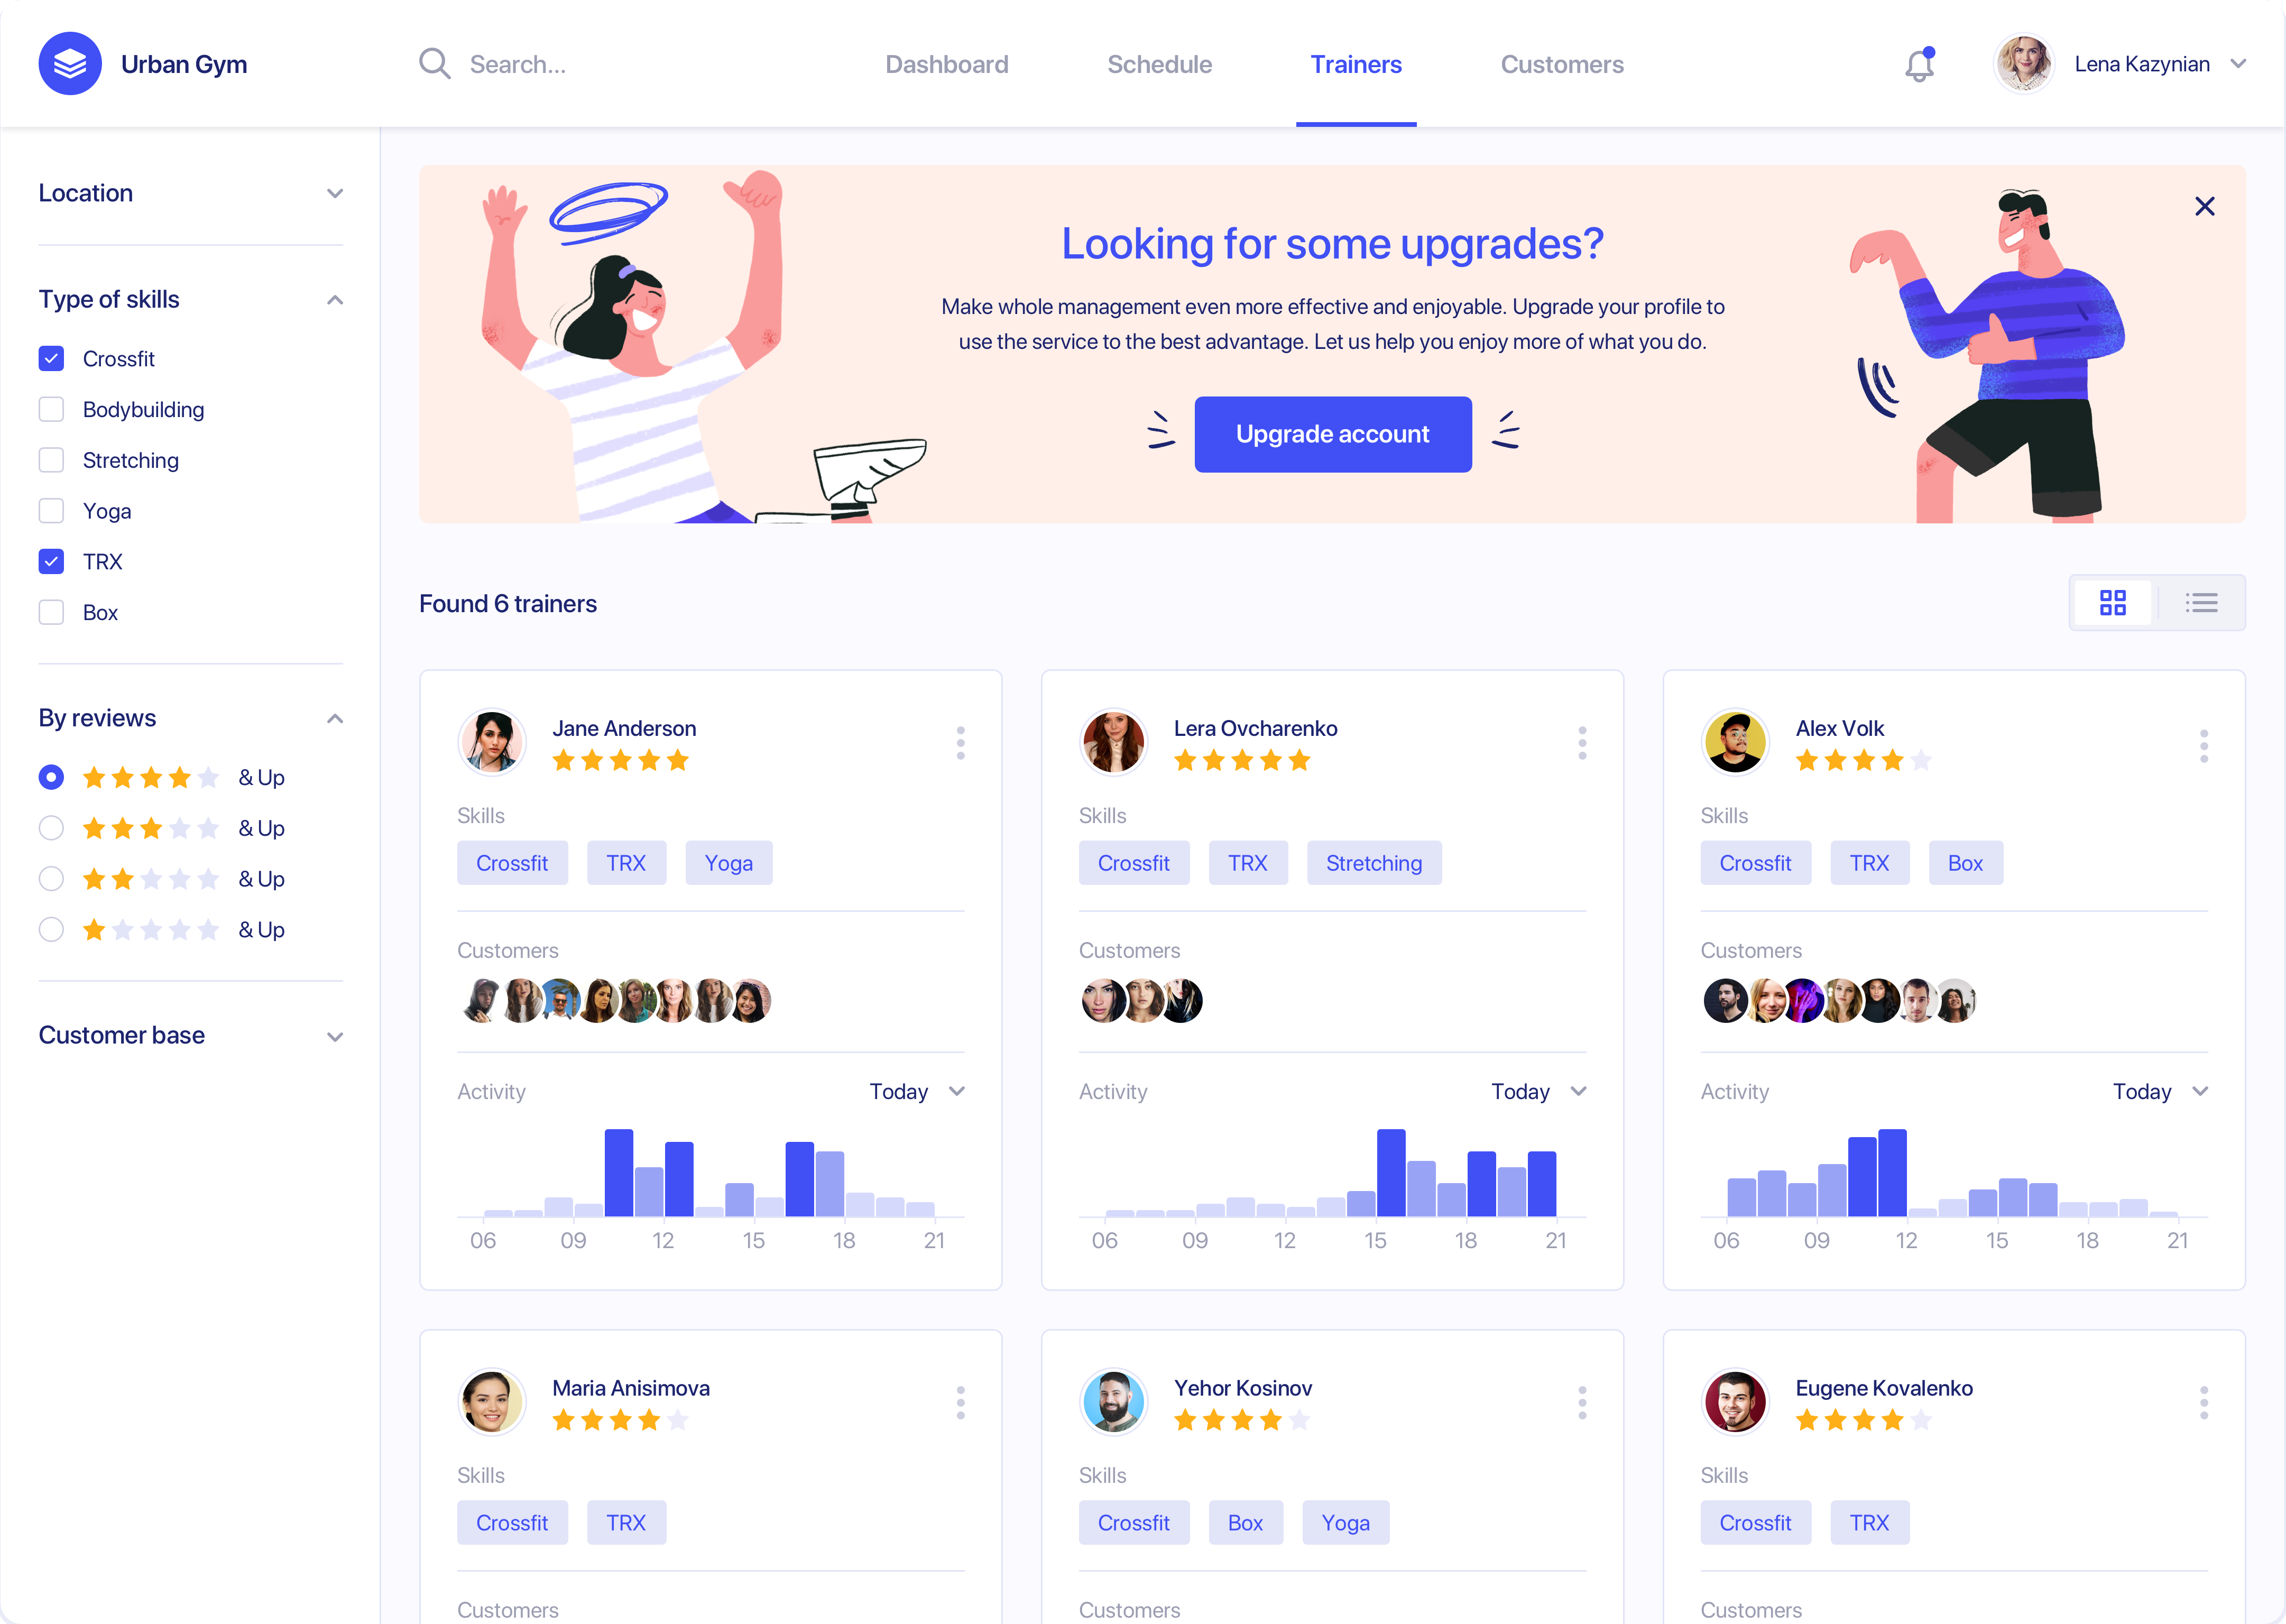 Urban Gym
Search...
Dashboard
Schedule
Trainers
Customers
Lena Kazynian
Location
Type of skills
Crossfit
Bodybuilding
Stretching
Yoga
TRX
Box
By reviews
& Up
& Up
& Up
& Up
Customer base
Looking for some upgrades?
Make whole management even more effective and enjoyable. Upgrade your profile to
use the service to the best advantage. Let us help you enjoy more of what you do.
Upgrade account
Found 6 trainers
Jane Anderson
Skills
Crossfit TRX Yoga
Customers
Activity Today
06 09 12 15 18 21
Lera Ovcharenko
Skills
Crossfit TRX Stretching
Customers
Activity Today
06 09 12 15 18 21
Alex Volk
Skills
Crossfit TRX Box
Customers
Activity Today
06 09 12 15 18 21
Maria Anisimova
Skills
Crossfit TRX
Customers
Yehor Kosinov
Skills
Crossfit Box Yoga
Customers
Eugene Kovalenko
Skills
Crossfit TRX
Customers